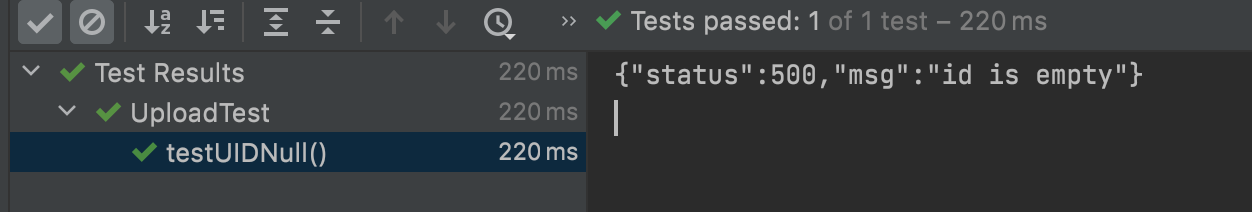 Tests passed: 1 of 1 test – 220 ms
Test Results 220 ms
UploadTest 220 ms
testUIDNull() 220 ms
{"status":500,"msg":"id is empty"}